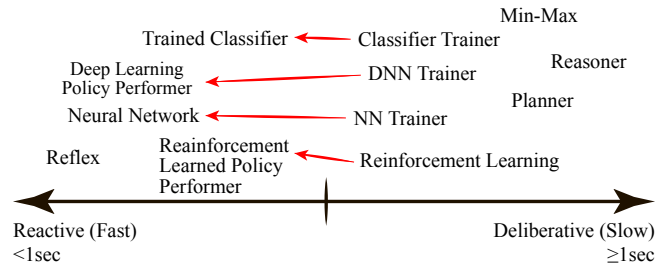 Min-Max
Trained Classifier
Classifier Trainer
Reasoner
Deep Learning
Policy Performer
DNN Trainer
Planner
Neural Network
NN Trainer
Reflex
Reainforcement
Learned Policy
Performer
Reinforcement Learning
Reactive (Fast)
<1sec
Deliberative (Slow)
≥1sec